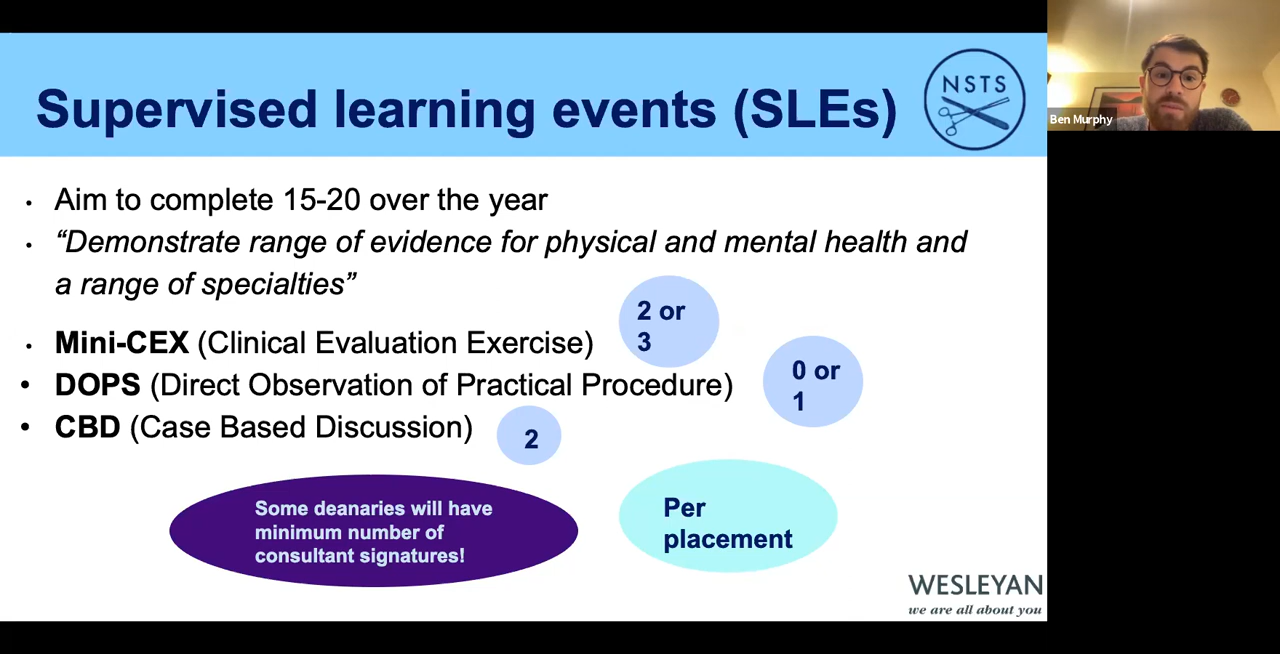 Supervised learning events (SLEs)
NSTS
Ben Murphy
• Aim to complete 15-20 over the year
• “Demonstrate range of evidence for physical and mental health and
a range of specialties”
• Mini-CEX (Clinical Evaluation Exercise)
2 or
3
• DOPS (Direct Observation of Practical Procedure)
0 or
1
• CBD (Case Based Discussion)
2
Some deanaries will have
minimum number of
consultant signatures!
Per
placement
WESLEYAN
we are all about you